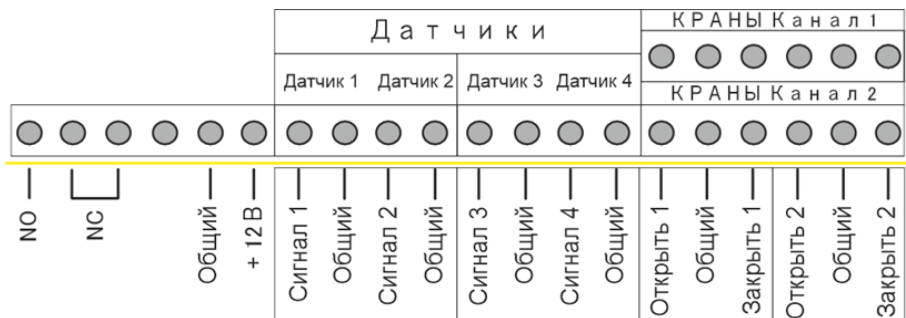 КРАНЫ Канал 1
Датчики
Датчик 1 Датчик 2 Датчик 3 Датчик 4
КРАНЫ Канал 2
NO
NC
Общий
+ 12 В
Сигнал 1
Общий
Сигнал 2
Общий
Сигнал 3
Общий
Сигнал 4
Общий
Открыть 1
Общий
Закрыть 1
Открыть 2
Общий
Закрыть 2